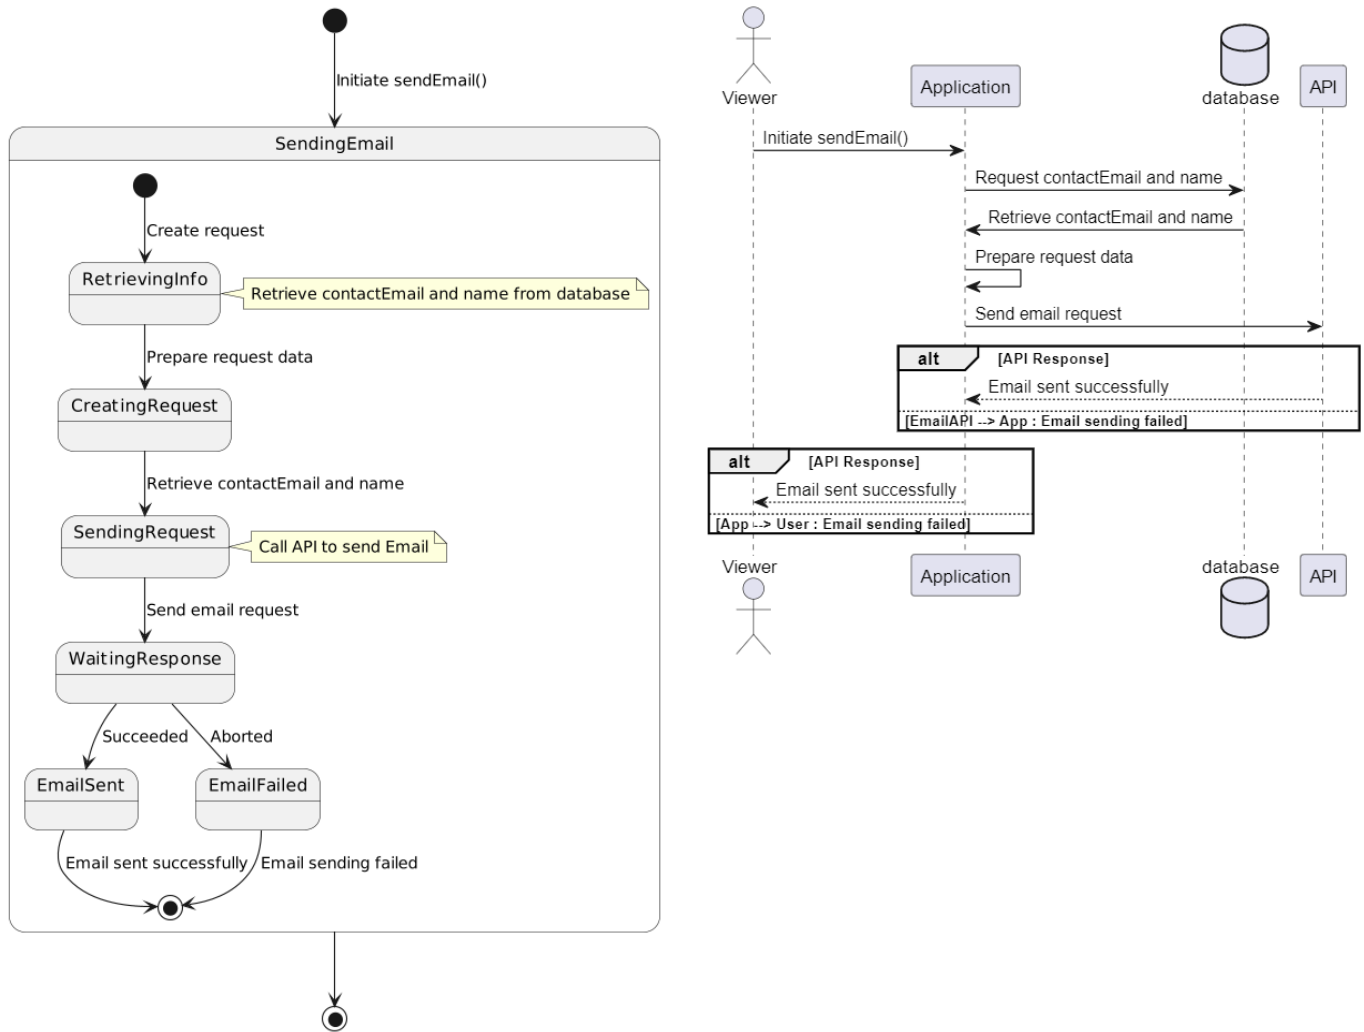 Initiate sendEmail()
SendingEmail
Create request
RetrievingInfo
Retrieve contactEmail and name from database
Prepare request data
CreatingRequest
Retrieve contactEmail and name
SendingRequest
Call API to send Email
Send email request
WaitingResponse
Succeeded
Aborted
EmailSent
EmailFailed
Email sent successfully
Email sending failed
Viewer
Application
database
API
Initiate sendEmail()
Request contactEmail and name
Retrieve contactEmail and name
Prepare request data
Send email request
alt
[API Response]
Email sent successfully
[EmailAPI --> App : Email sending failed]
alt
[API Response]
Email sent successfully
[App --> User : Email sending failed]
Viewer
Application
database
API